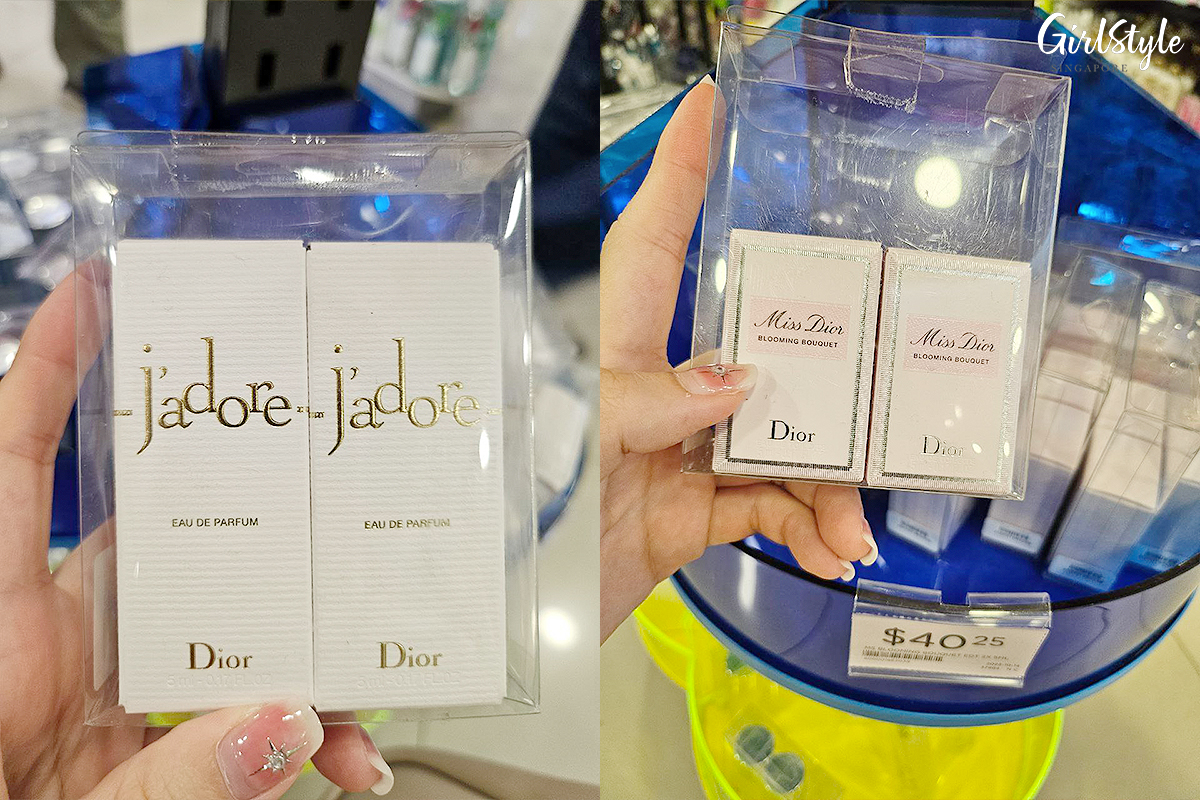 GirlStyle
SINGAPORE
j'adore
EAU DE PARFUM
Dior
j'adore
EAU DE PARFUM
Dior
Miss Dior
BLOOMING BOUQUET
Dior
Miss Dior
BLOOMING BOUQUET
Dior
$40 25